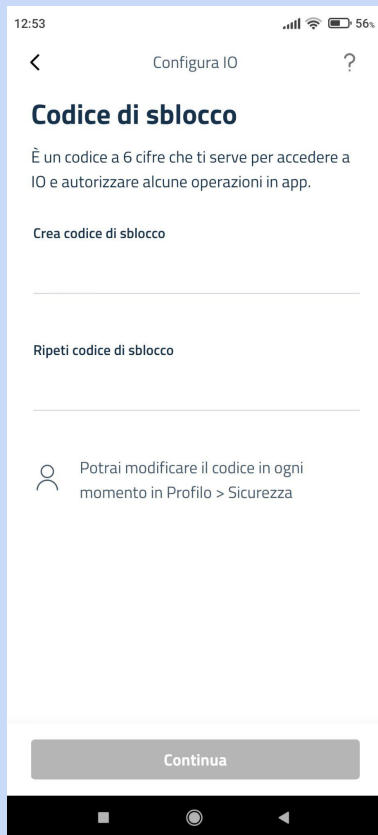 12:53
56%
Configura IO
?
Codice di sblocco
È un codice a 6 cifre che ti serve per accedere a
IO e autorizzare alcune operazioni in app.
Crea codice di sblocco
Ripeti codice di sblocco
Potrai modificare il codice in ogni
momento in Profilo > Sicurezza
Continua